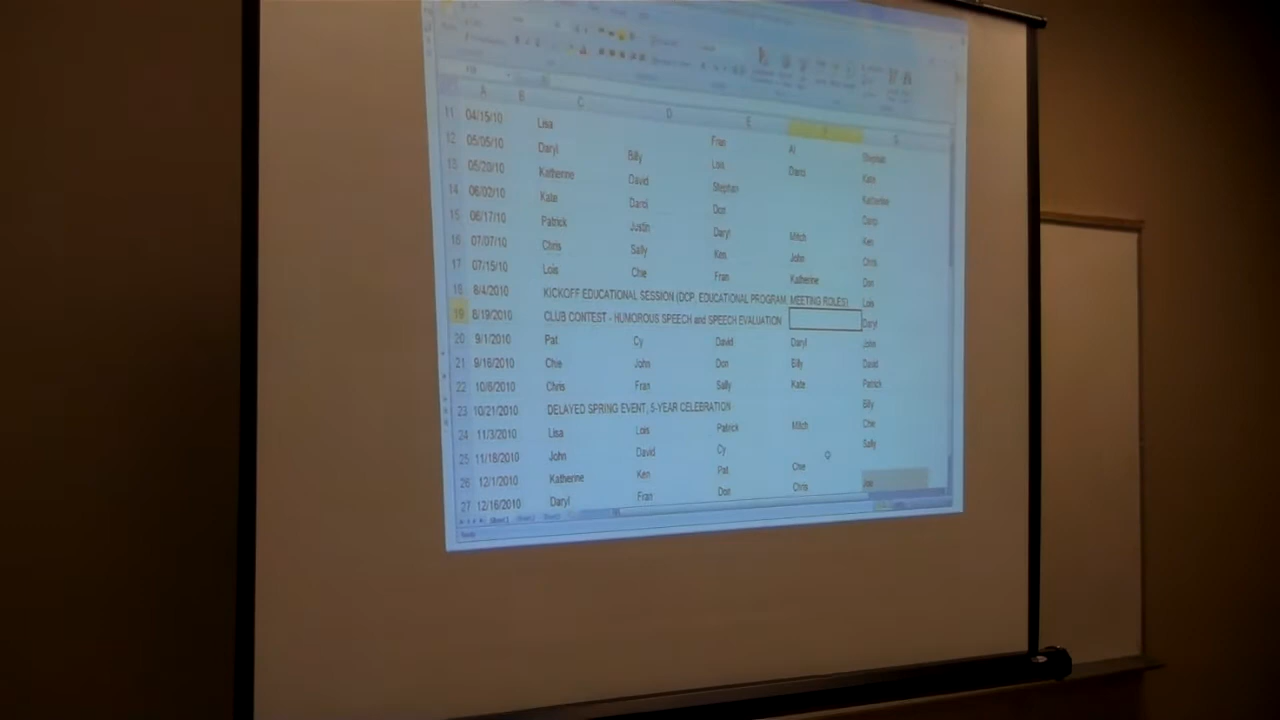 A B C D E
11 04/15/10 Lisa Fran Al Stephan
12 05/05/10 Daryl Billy Lois Darci Kate
13 05/20/10 Katherine David Stephan Katherine
14 06/02/10 Kate Darci Don Darci
15 06/17/10 Patrick Justin Daryl Mitch Ken
16 07/07/10 Chris Sally Ken John Chris
17 07/15/10 Lois Chie Fran Katherine Don
18 8/4/2010 KICKOFF EDUCATIONAL SESSION (DCP, EDUCATIONAL PROGRAM, MEETING ROLES) Lois
19 8/19/2010 CLUB CONTEST - HUMOROUS SPEECH and SPEECH EVALUATION Daryl
20 9/1/2010 Pat Cy David Daryl John
21 9/16/2010 Chie John Don Billy David
22 10/6/2010 Chris Fran Sally Kate Patrick
23 10/21/2010 DELAYED SPRING EVENT, 5-YEAR CELEBRATION Billy
24 11/3/2010 Lisa Lois Patrick Mitch Chie
25 11/18/2010 John David Cy Sally
26 12/1/2010 Katherine Ken Pat Chie
27 12/16/2010 Daryl Fran Don Chris Joe
Sheet1